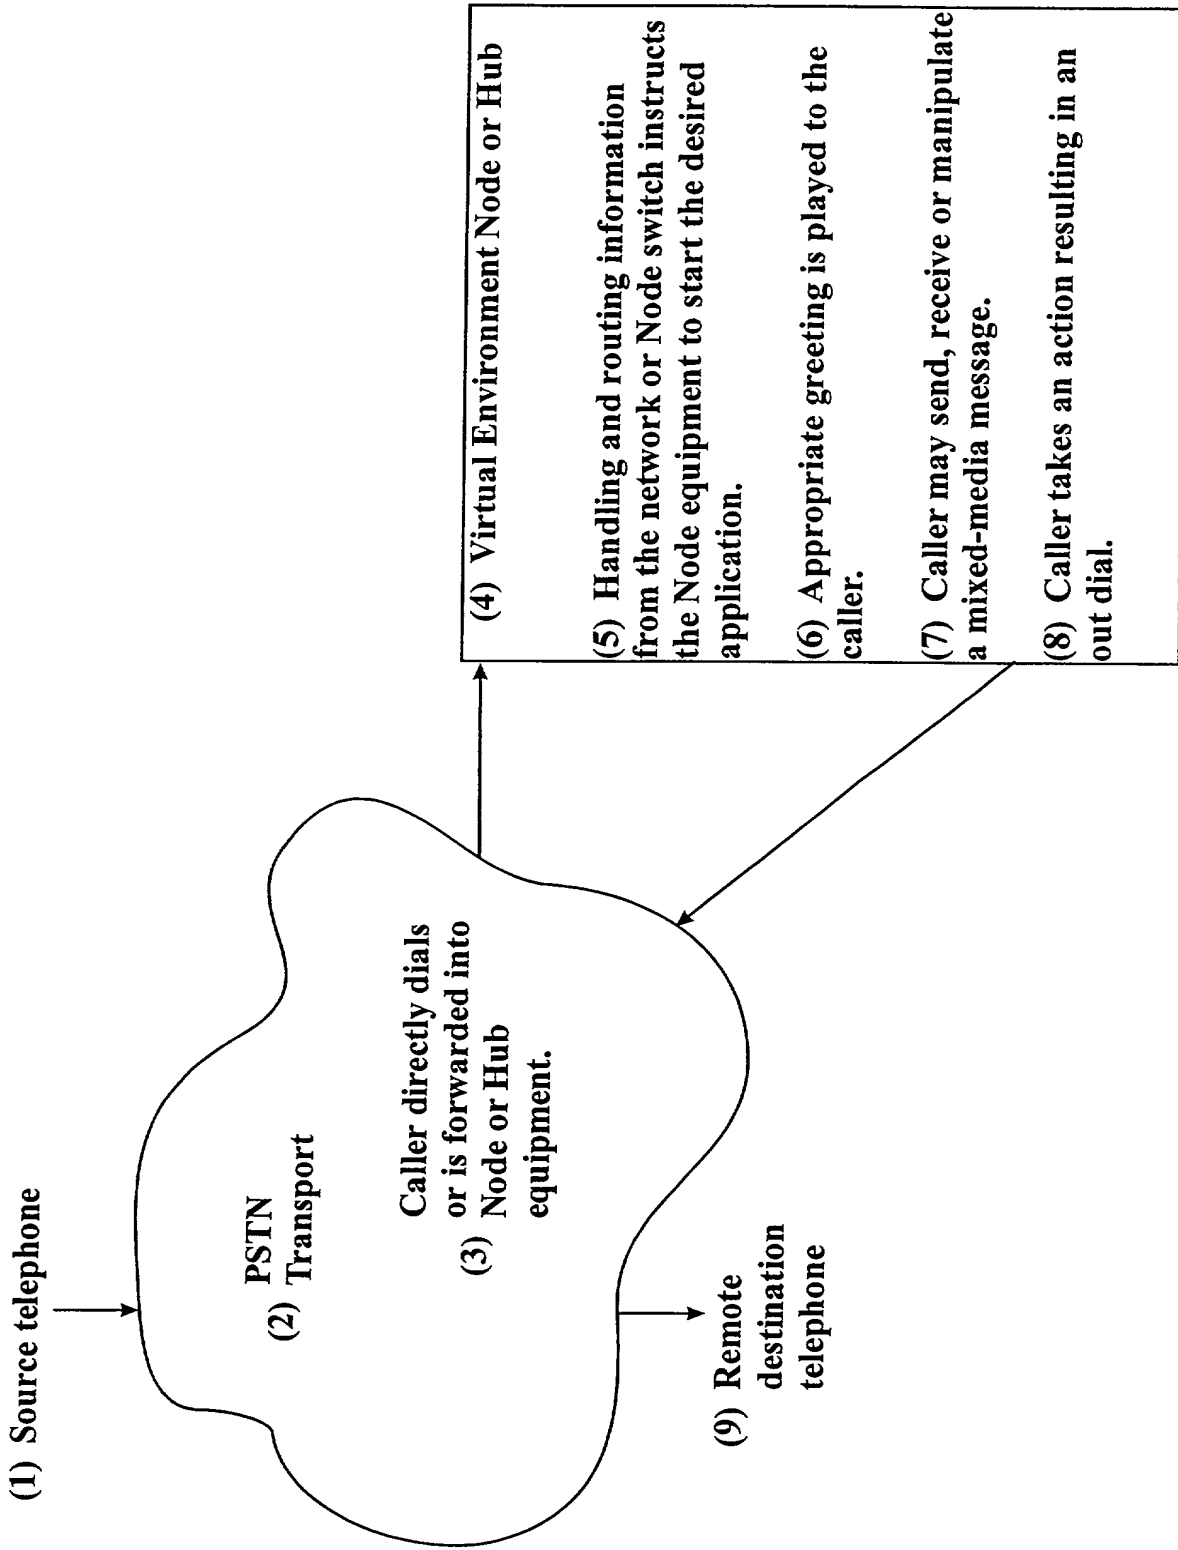 (1) Source telephone
PSTN
(2) Transport
Caller directly dials
or is forwarded into
(3) Node or Hub
equipment.
(4) Virtual Environment Node or Hub
(5) Handling and routing information
from the network or Node switch instructs
the Node equipment to start the desired
application.
(6) Appropriate greeting is played to the
caller.
(7) Caller may send, receive or manipulate
a mixed-media message.
(8) Caller takes an action resulting in an
out dial.
(9) Remote
destination
telephone